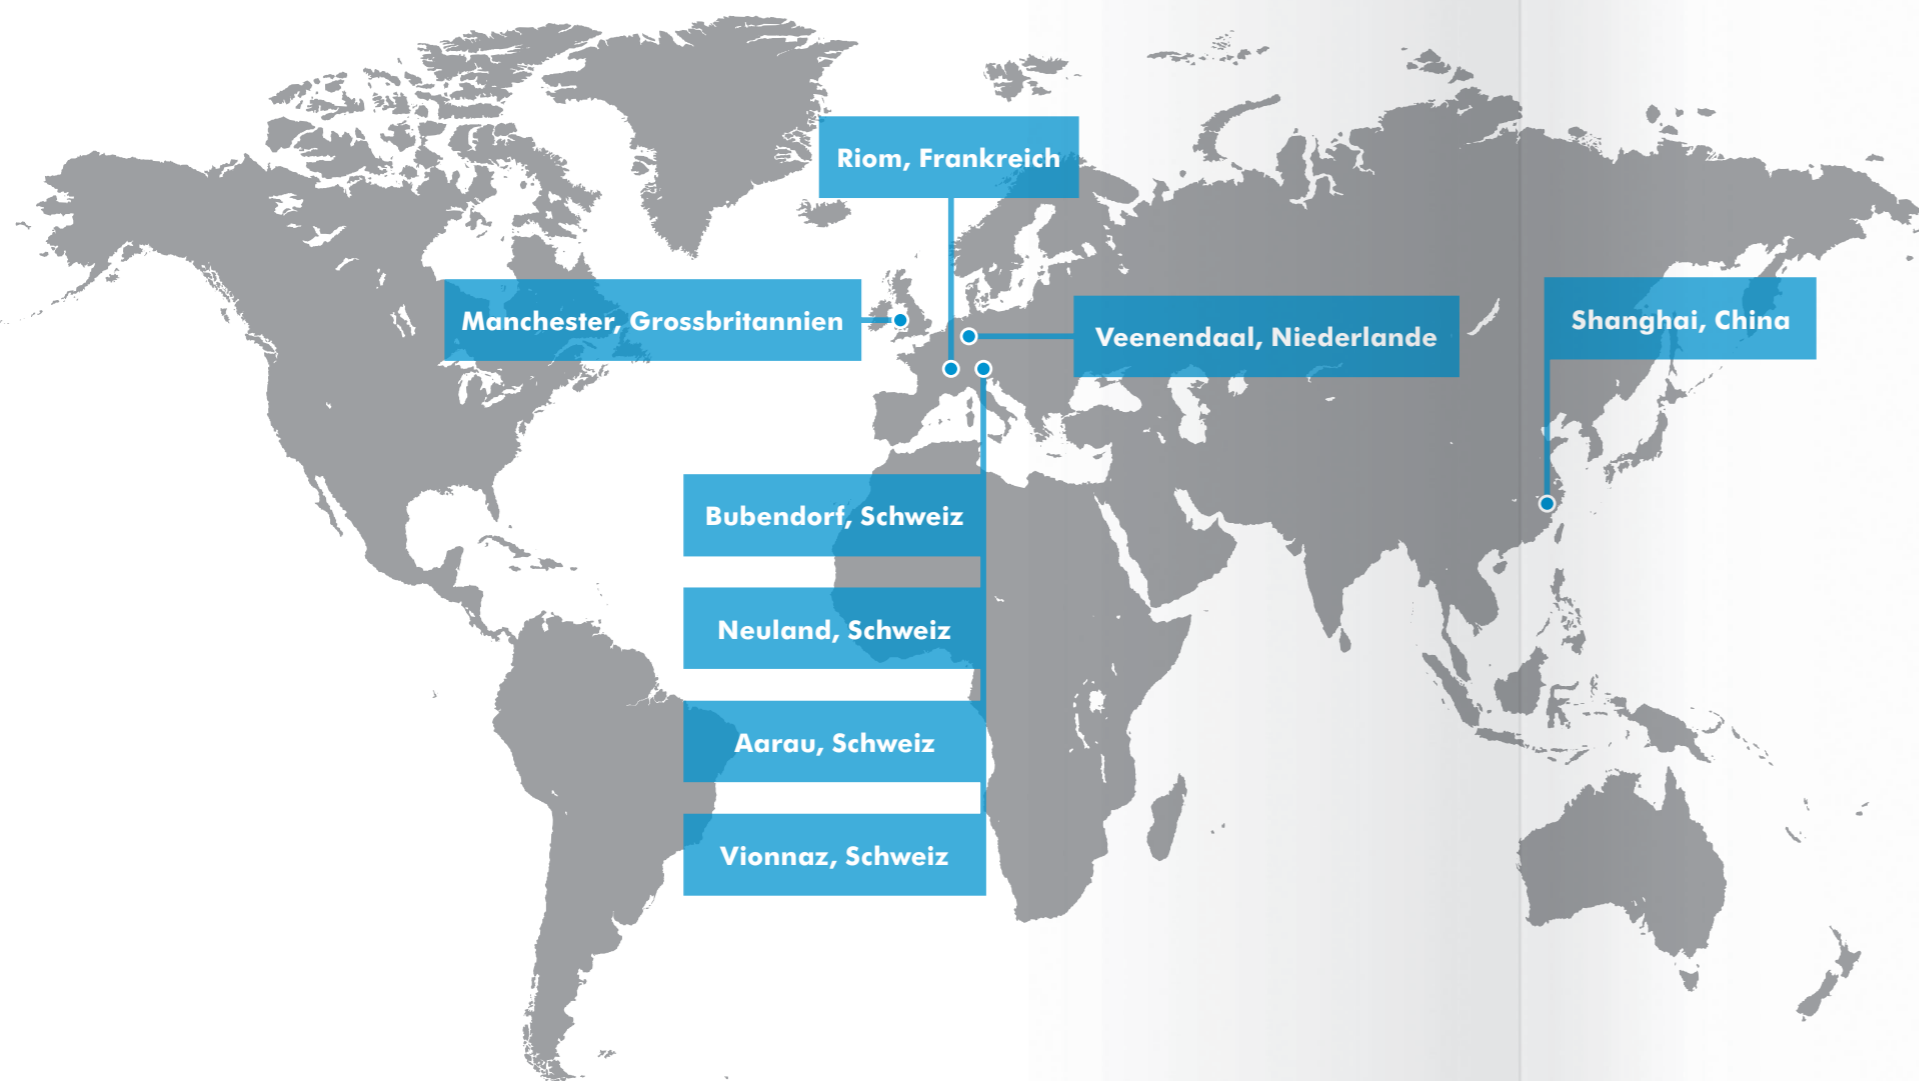 Riom, Frankreich
Manchester, Grossbritannien
Veenendaal, Niederlande
Shanghai, China
Bubendorf, Schweiz
Neuland, Schweiz
Aarau, Schweiz
Vionnaz, Schweiz